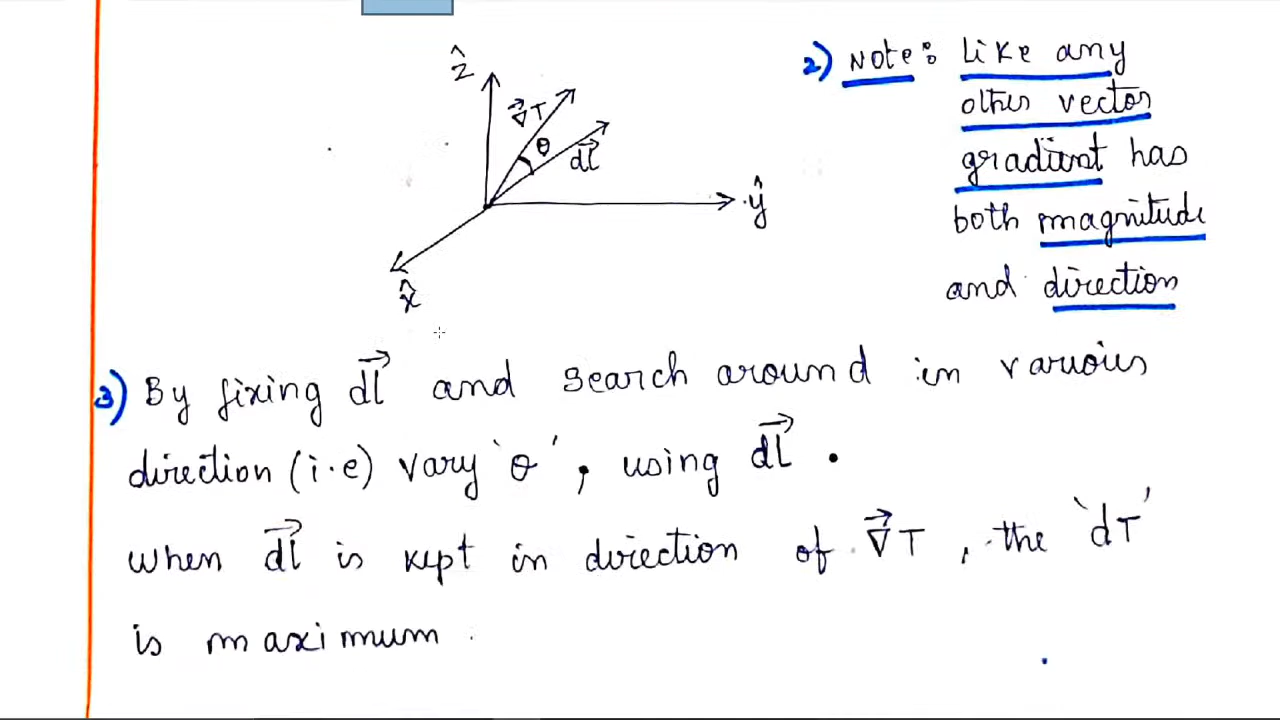 ẑ
∇⃗T
θ
dl⃗
ŷ
x̂
2) Note: Like any
other vector
gradient has
both magnitude
and direction
3) By fixing dl⃗ and search around in various
direction (i.e) vary 'θ', using dl⃗.
when dl⃗ is kept in direction of ∇⃗T, the 'dT'
is maximum.